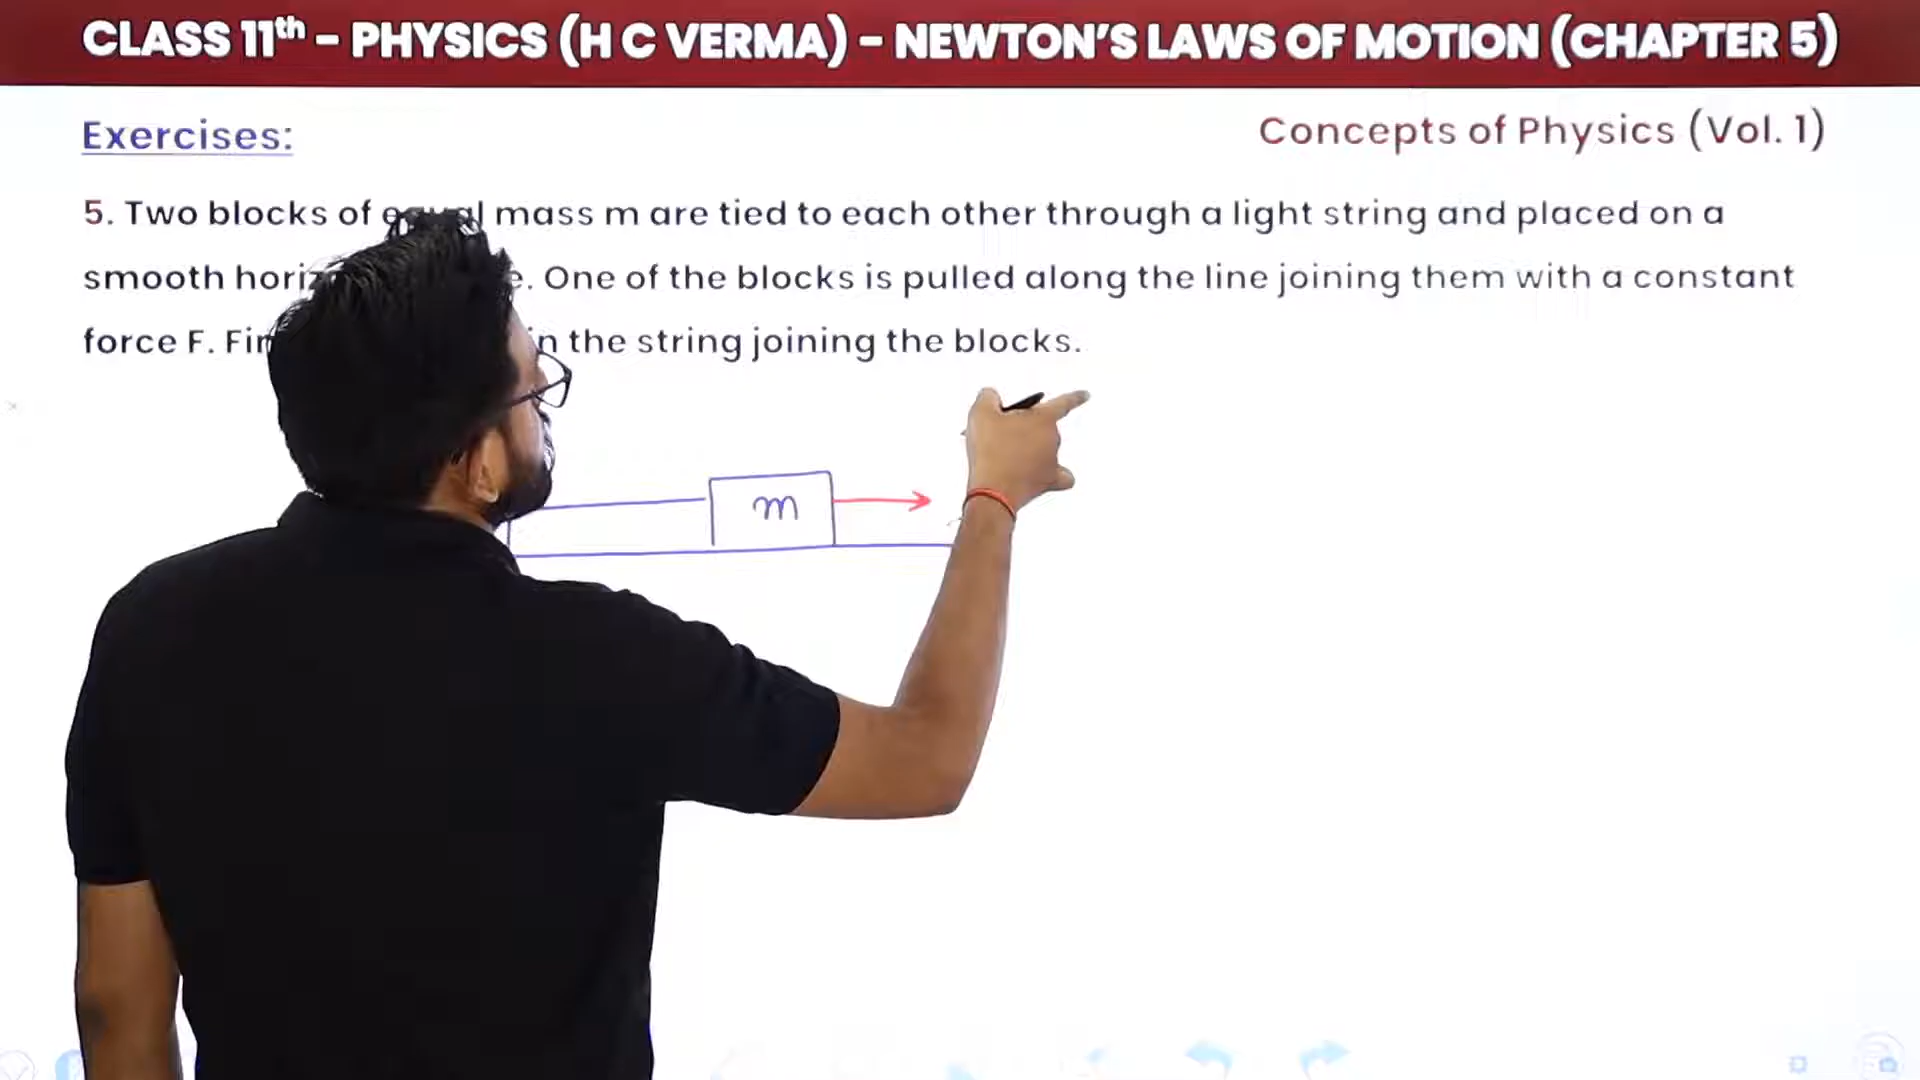 CLASS 11th - PHYSICS (H C VERMA) - NEWTON'S LAWS OF MOTION (CHAPTER 5)
Exercises:
Concepts of Physics (Vol. 1)
5. Two blocks of equal mass m are tied to each other through a light string and placed on a
smooth . One of the blocks is pulled along the line joining them with a constant
force F. the string joining the blocks.
m